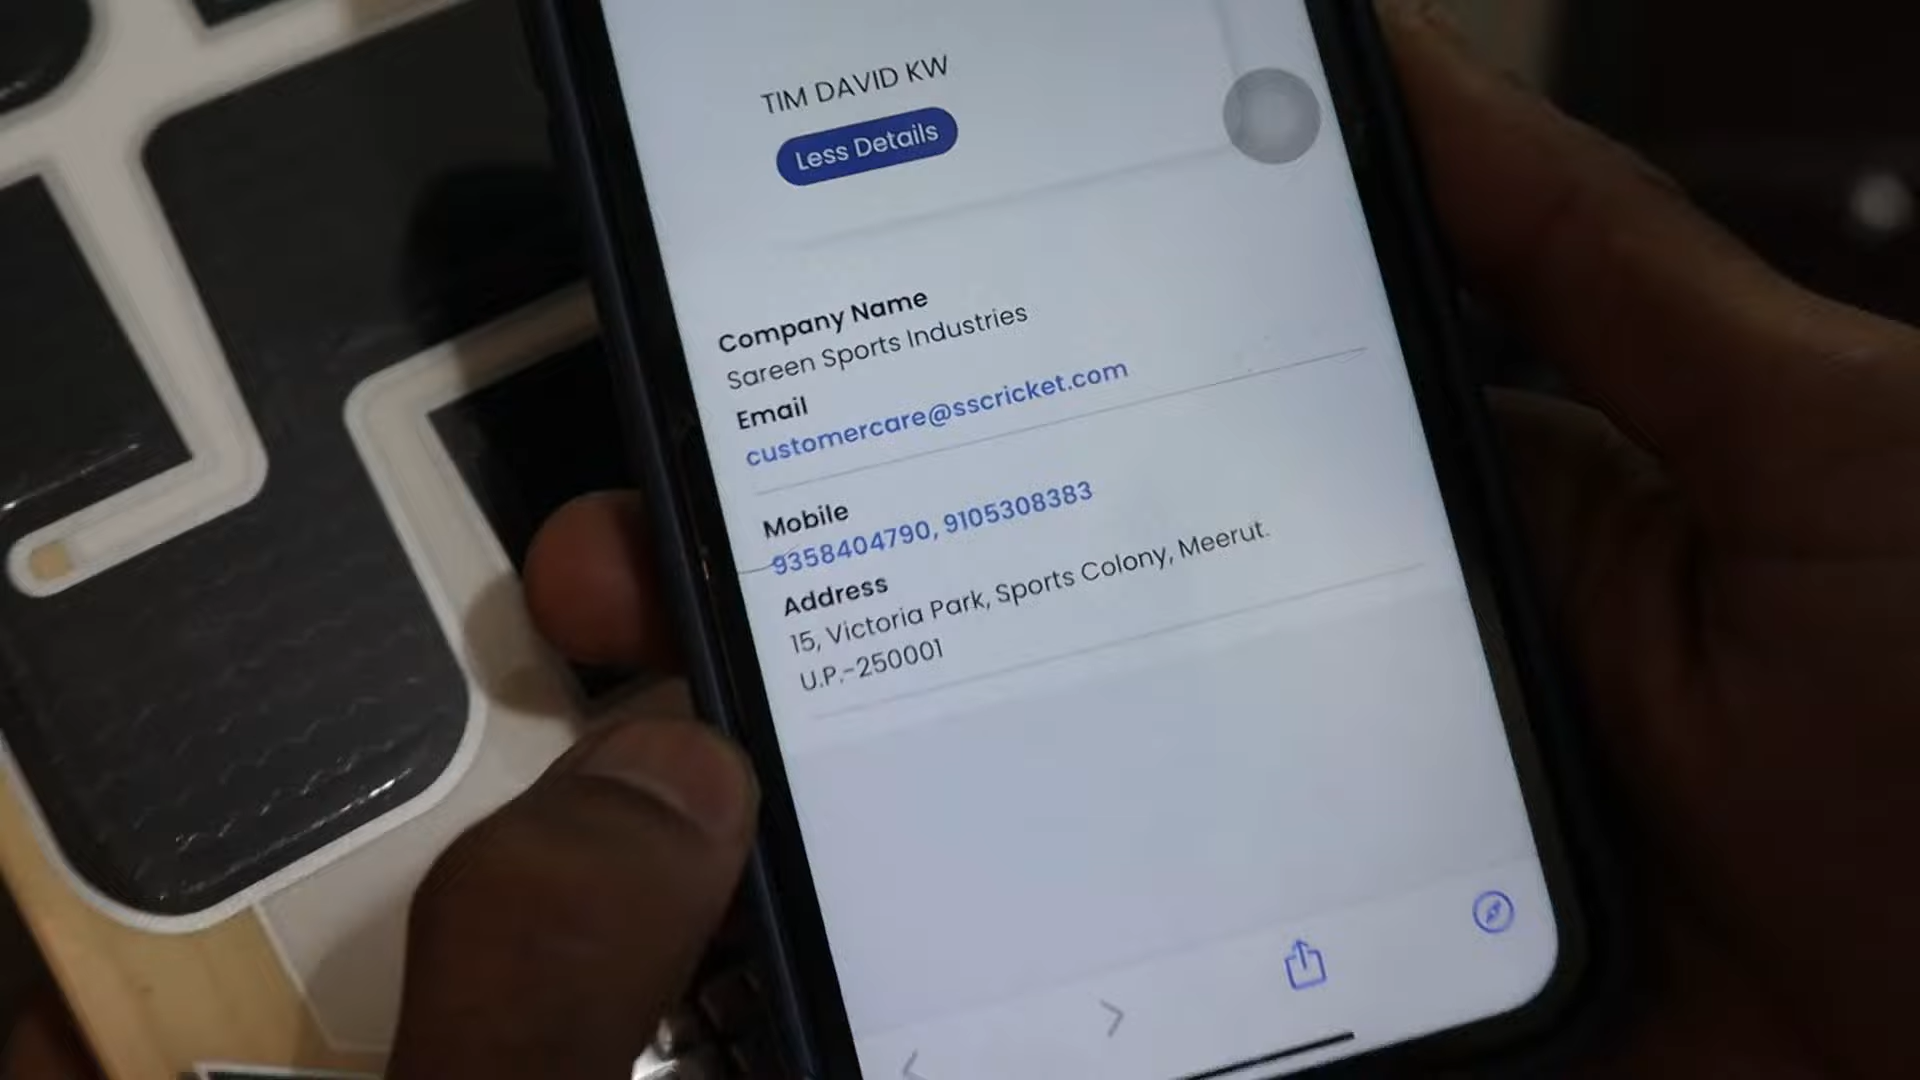 TIM DAVID KW
Less Details
Company Name
Sareen Sports Industries
Email
customercare@sscricket.com
Mobile
9358404790, 9105308383
Address
15, Victoria Park, Sports Colony, Meerut.
U.P.-250001